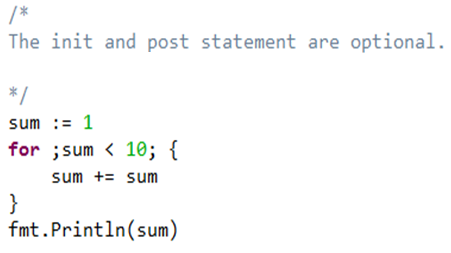 /*
The init and post statement are optional.
*/
sum := 1
for ;sum < 10; {
    sum += sum
}
fmt.Println(sum)